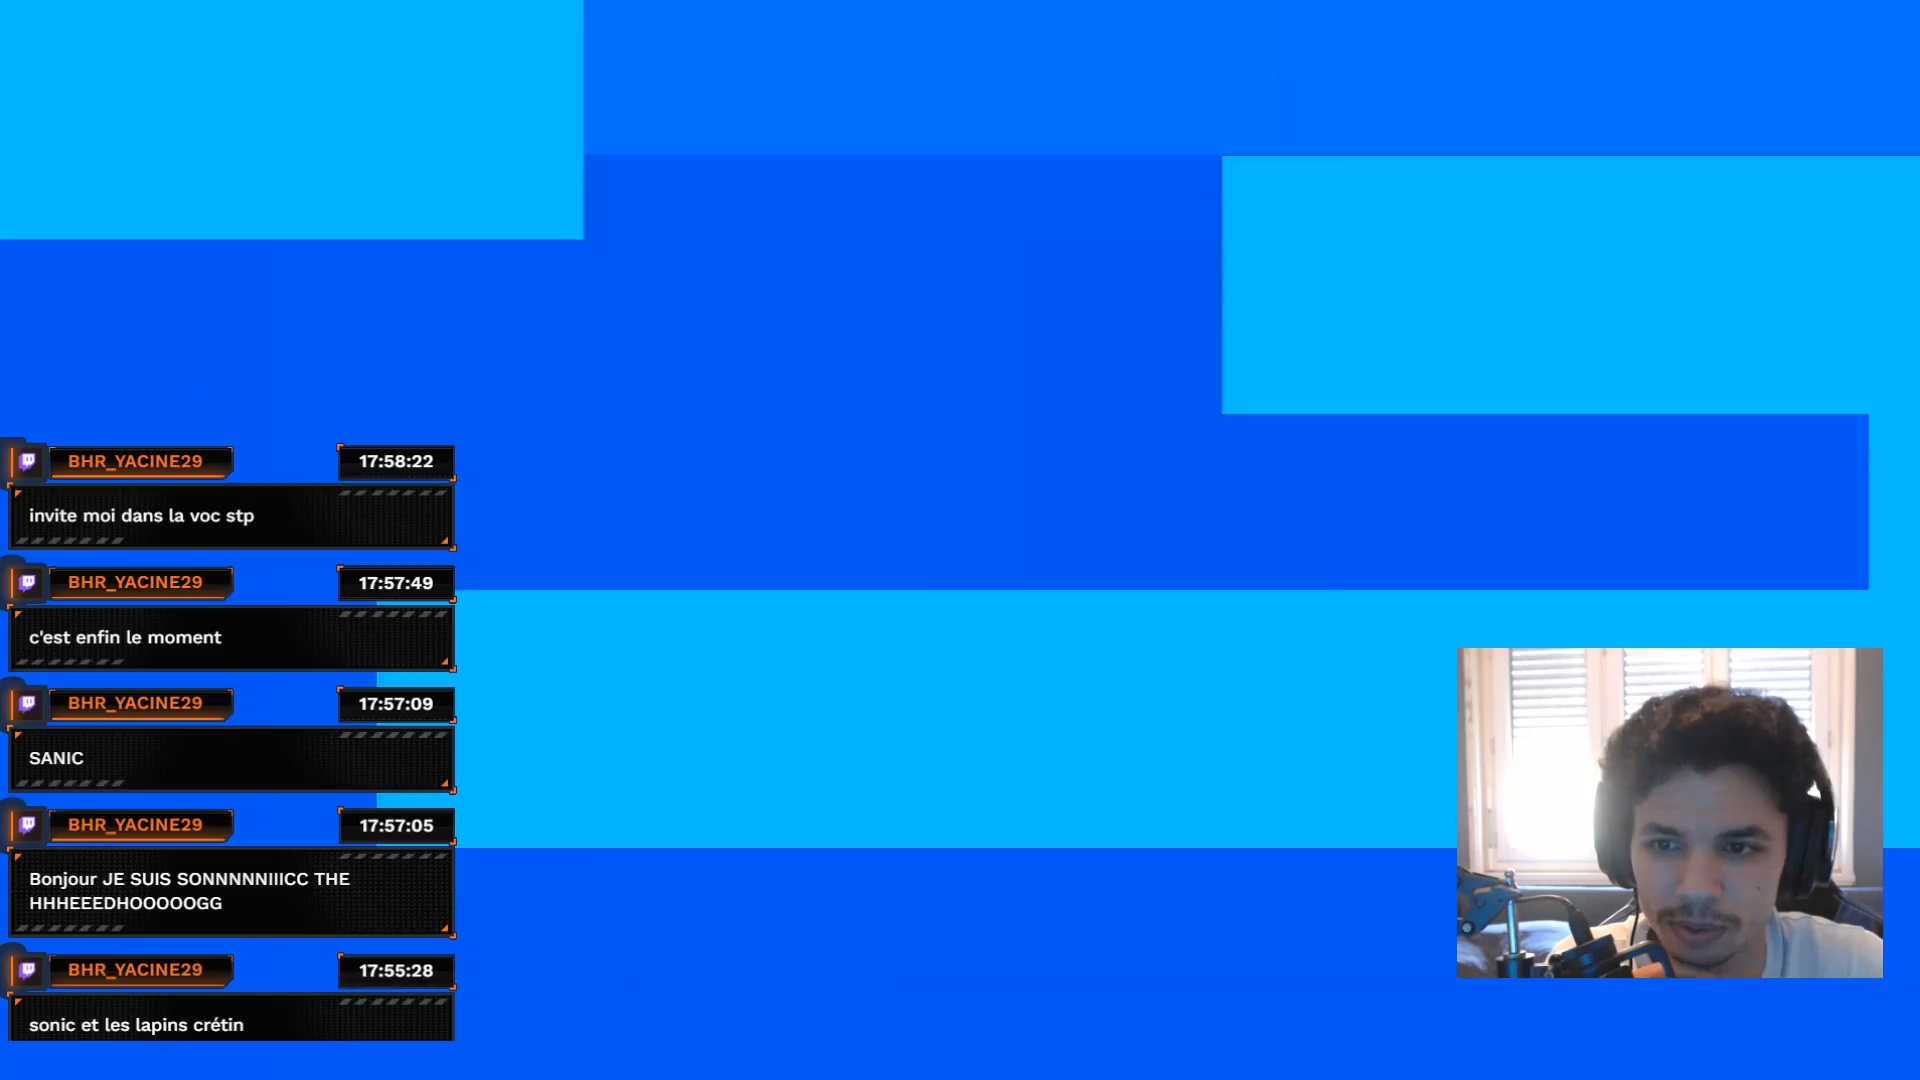 BHR_YACINE29
17:58:22
invite moi dans la voc stp
BHR_YACINE29
17:57:49
c'est enfin le moment
BHR_YACINE29
17:57:09
SANIC
BHR_YACINE29
17:57:05
Bonjour JE SUIS SONNNNNIIICC THE
HHHEEEDHOOOOOGG
BHR_YACINE29
17:55:28
sonic et les lapins crétin